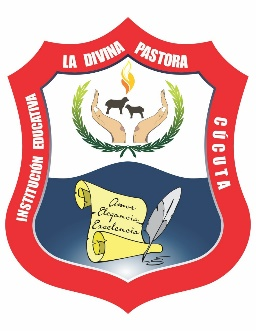 INSTITUCIÓN EDUCATIVA
LA DIVINA PASTORA
CÚCUTA
Amor
Elegancia
Excelencia